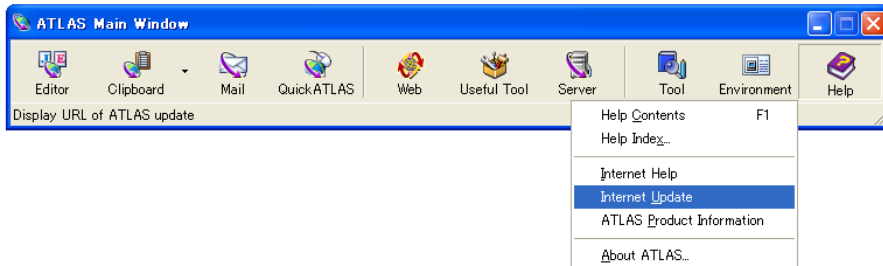 ATLAS Main Window
Editor Clipboard Mail QuickATLAS Web Useful Tool Server Tool Environment Help
Display URL of ATLAS update
Help Contents F1
Help Index...
Internet Help
Internet Update
ATLAS Product Information
About ATLAS...